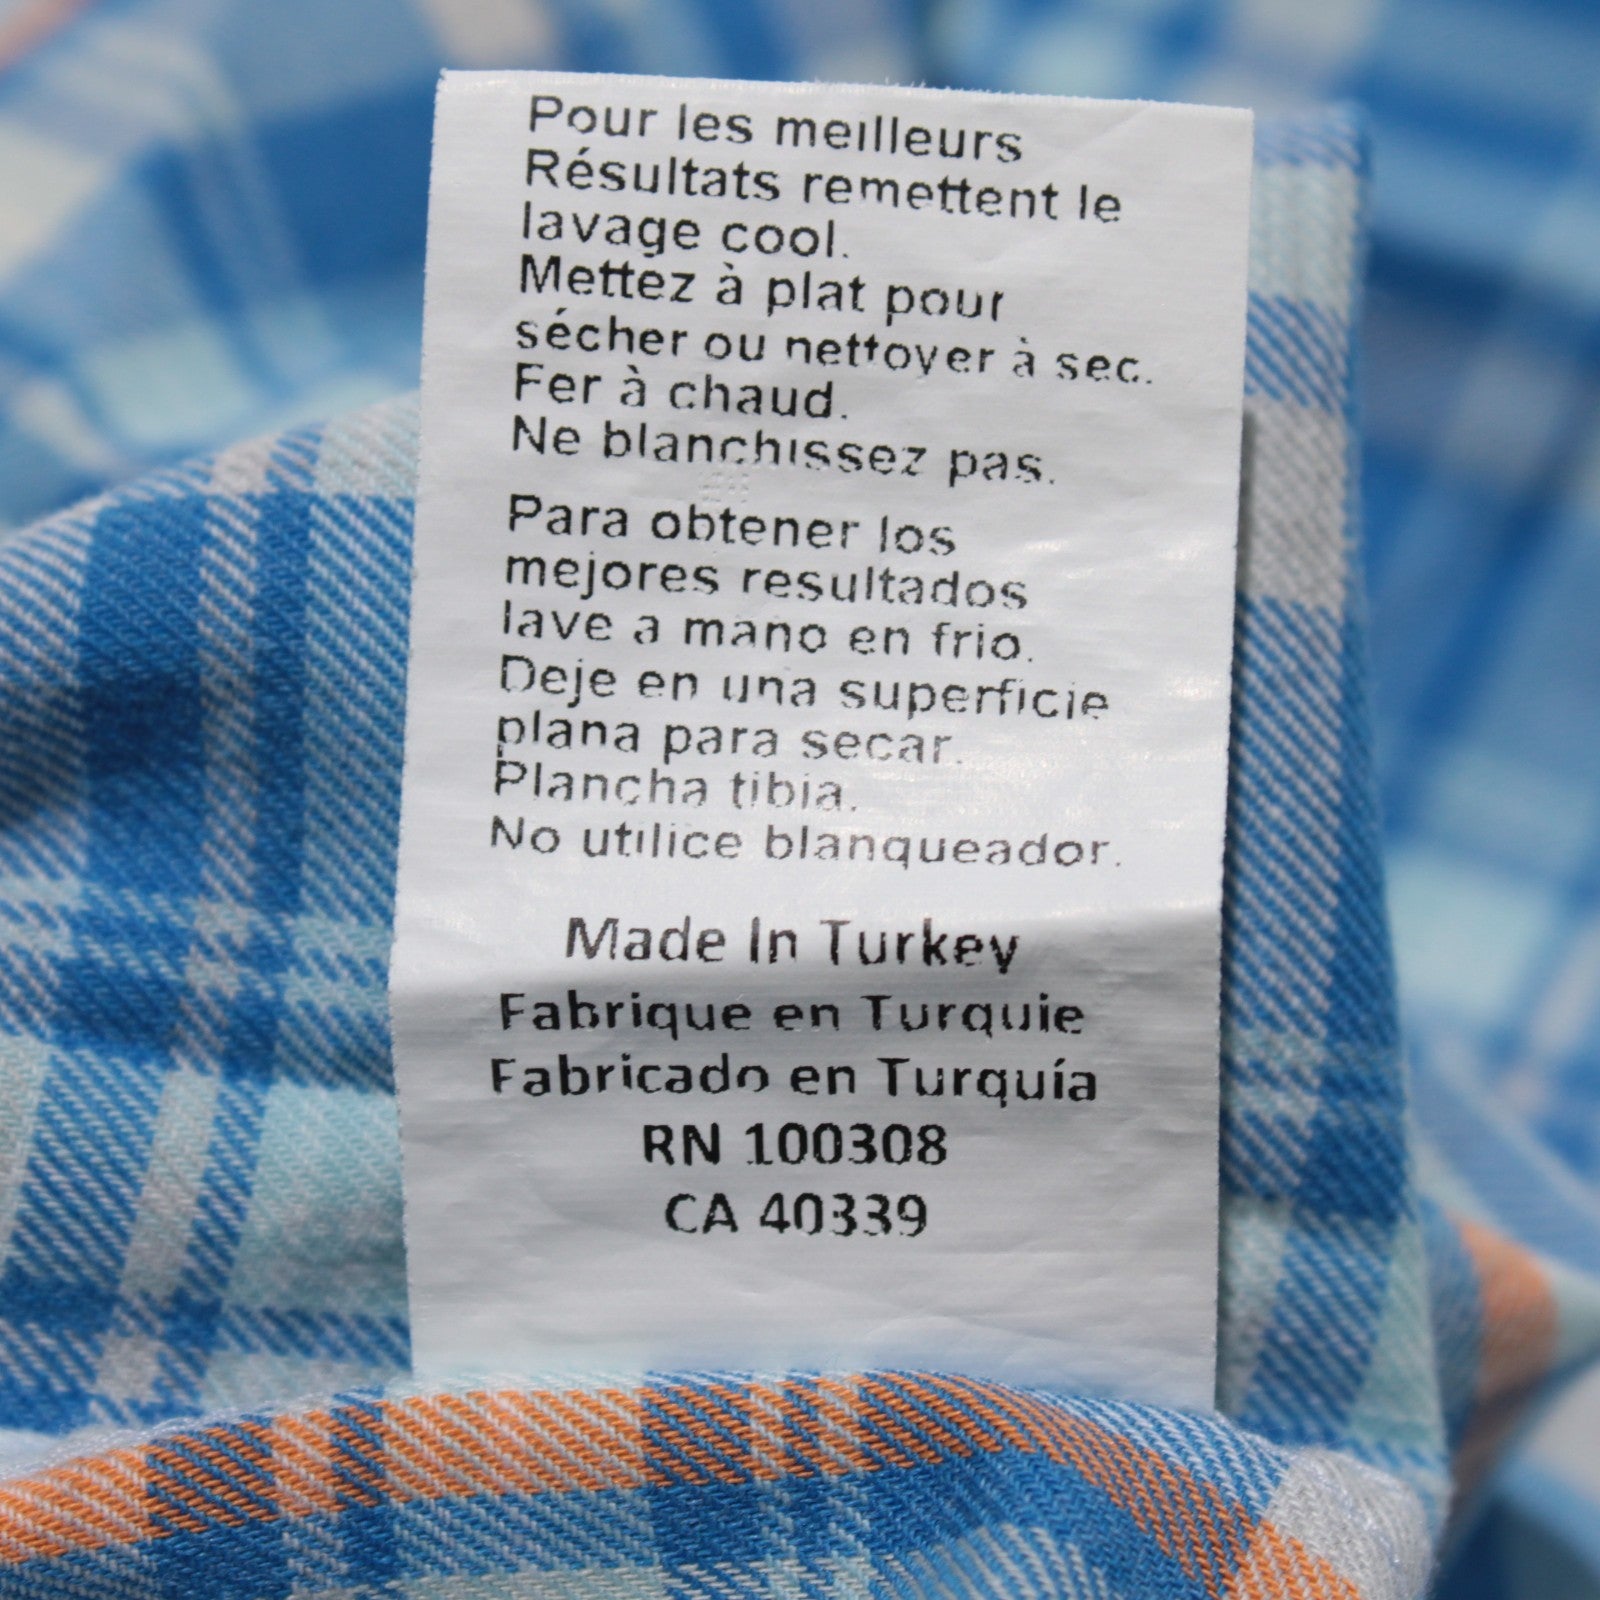 Pour les meilleurs
Résultats remettent le
lavage cool.
Mettez à plat pour
sécher ou nettoyer à sec.
Fer à chaud.
Ne blanchissez pas.
Para obtener los
mejores resultados
lave a mano en frio.
Deje en una superficie
plana para secar.
Plancha tibia.
No utilice blanqueador.
Made In Turkey
Fabrique en Turquie
Fabricado en Turquía
RN 100308
CA 40339